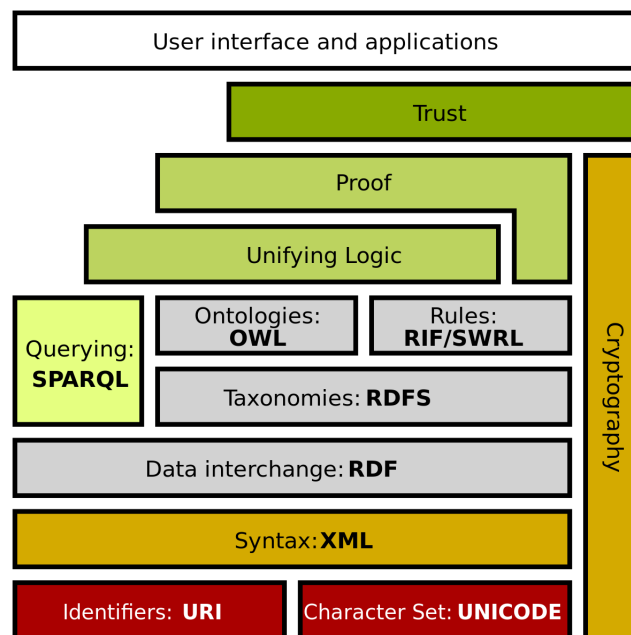 User interface and applications
Trust
Proof
Unifying Logic
Ontologies:
OWL
Rules:
RIF/SWRL
Querying:
SPARQL
Taxonomies: RDFS
Cryptography
Data interchange: RDF
Syntax: XML
Identifiers: URI
Character Set: UNICODE